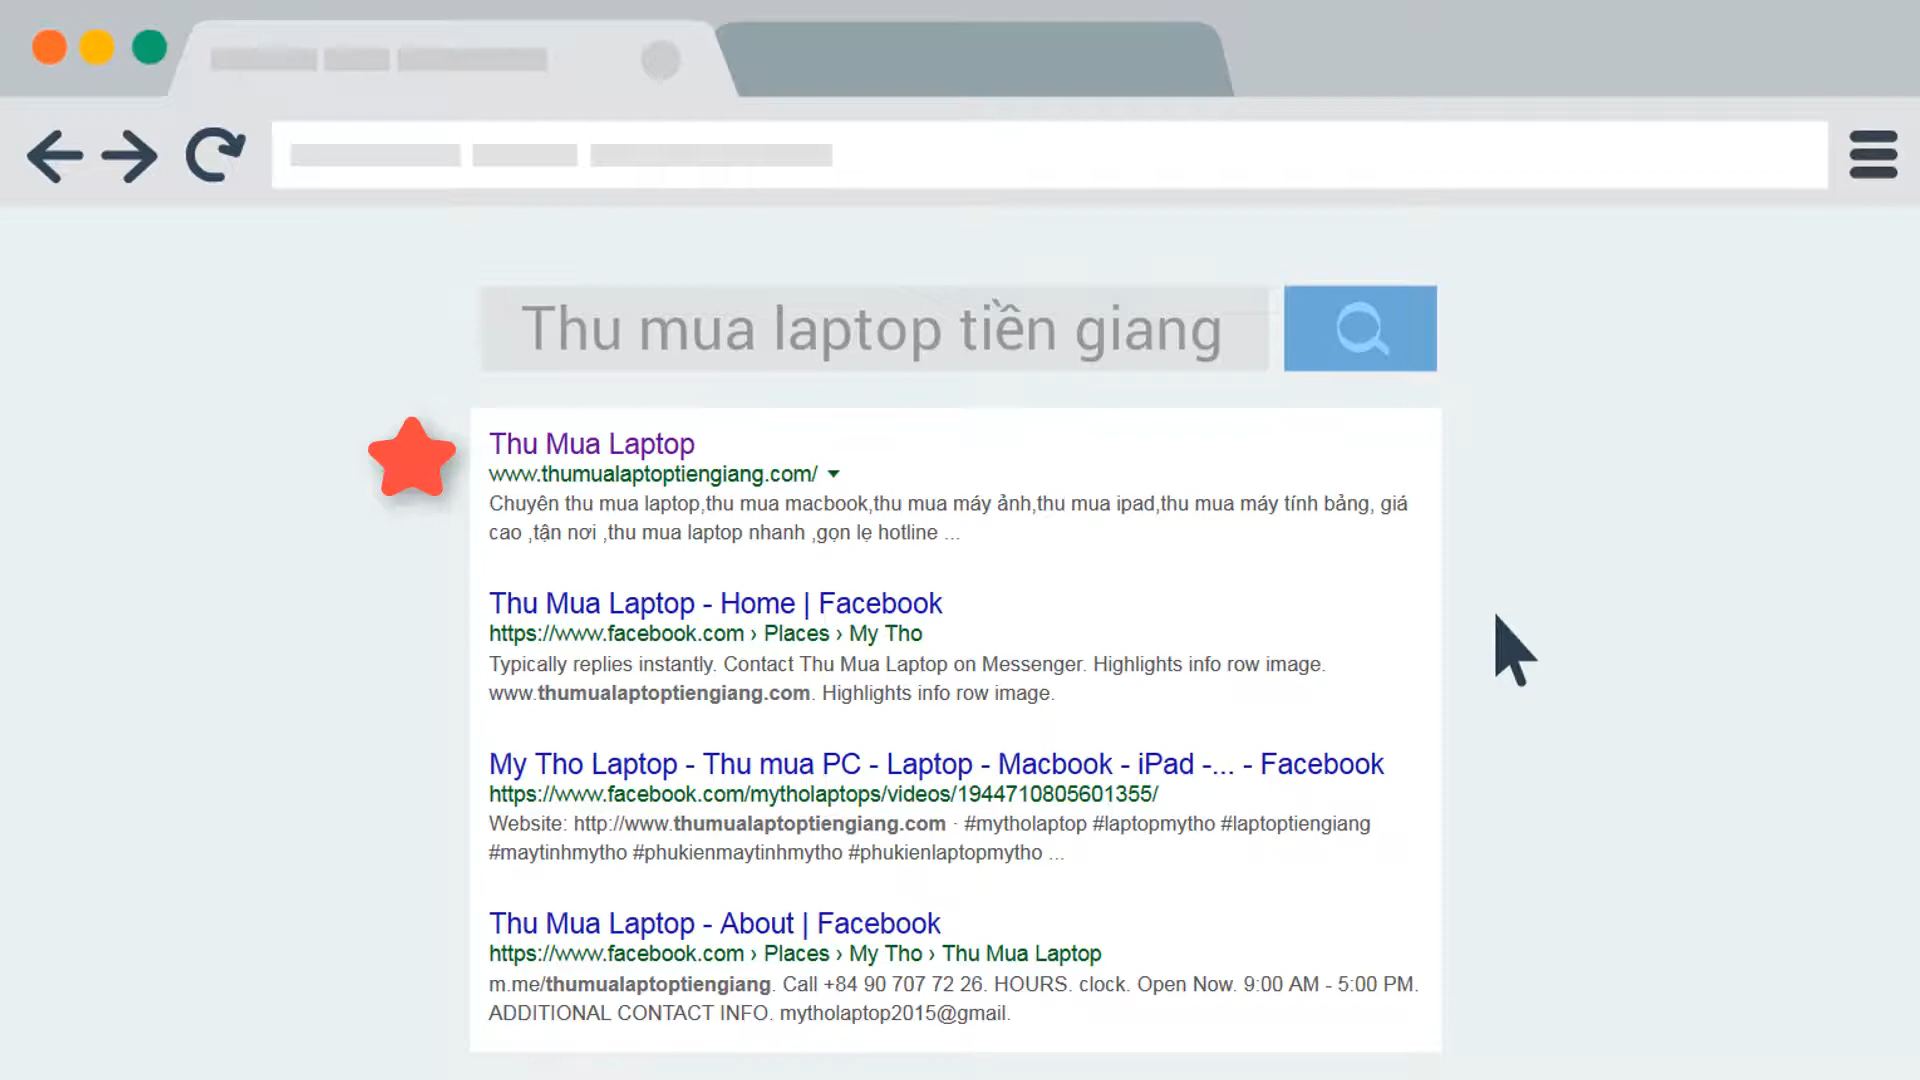 Thu mua laptop tiền giang
Thu Mua Laptop
www.thumualaptoptiengiang.com/
Chuyên thu mua laptop,thu mua macbook,thu mua máy ảnh,thu mua ipad,thu mua máy tính bảng, giá
cao ,tận nơi ,thu mua laptop nhanh ,gọn lẹ hotline ...
Thu Mua Laptop - Home | Facebook
https://www.facebook.com › Places › My Tho
Typically replies instantly. Contact Thu Mua Laptop on Messenger. Highlights info row image.
www.thumualaptoptiengiang.com. Highlights info row image.
My Tho Laptop - Thu mua PC - Laptop - Macbook - iPad -... - Facebook
https://www.facebook.com/mytholaptops/videos/1944710805601355/
Website: http://www.thumualaptoptiengiang.com · #mytholaptop #laptopmytho #laptoptiengiang
#maytinhmytho #phukienmaytinhmytho #phukienlaptopmytho ...
Thu Mua Laptop - About | Facebook
https://www.facebook.com › Places › My Tho › Thu Mua Laptop
m.me/thumualaptoptiengiang. Call +84 90 707 72 26. HOURS. clock. Open Now. 9:00 AM - 5:00 PM.
ADDITIONAL CONTACT INFO. mytholaptop2015@gmail.